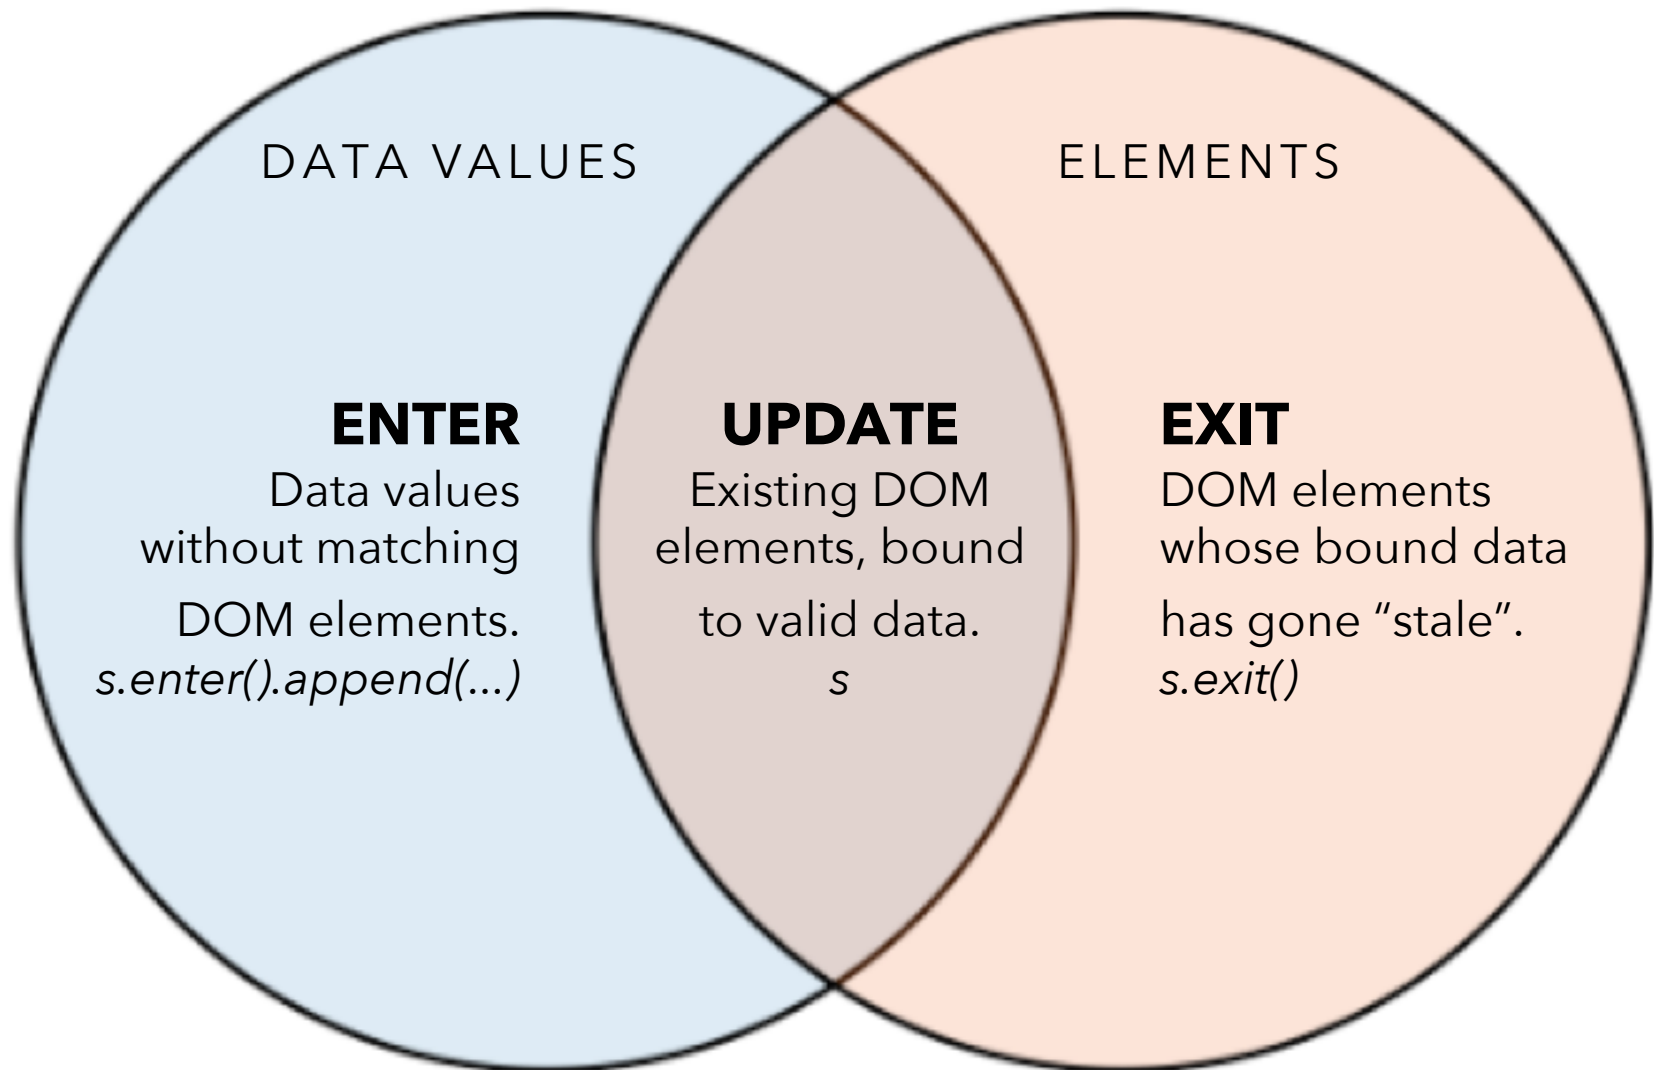 DATA VALUES
ELEMENTS
ENTER
Data values
without matching
DOM elements.
s.enter().append(...)
UPDATE
Existing DOM
elements, bound
to valid data.
s
EXIT
DOM elements
whose bound data
has gone “stale”.
s.exit()